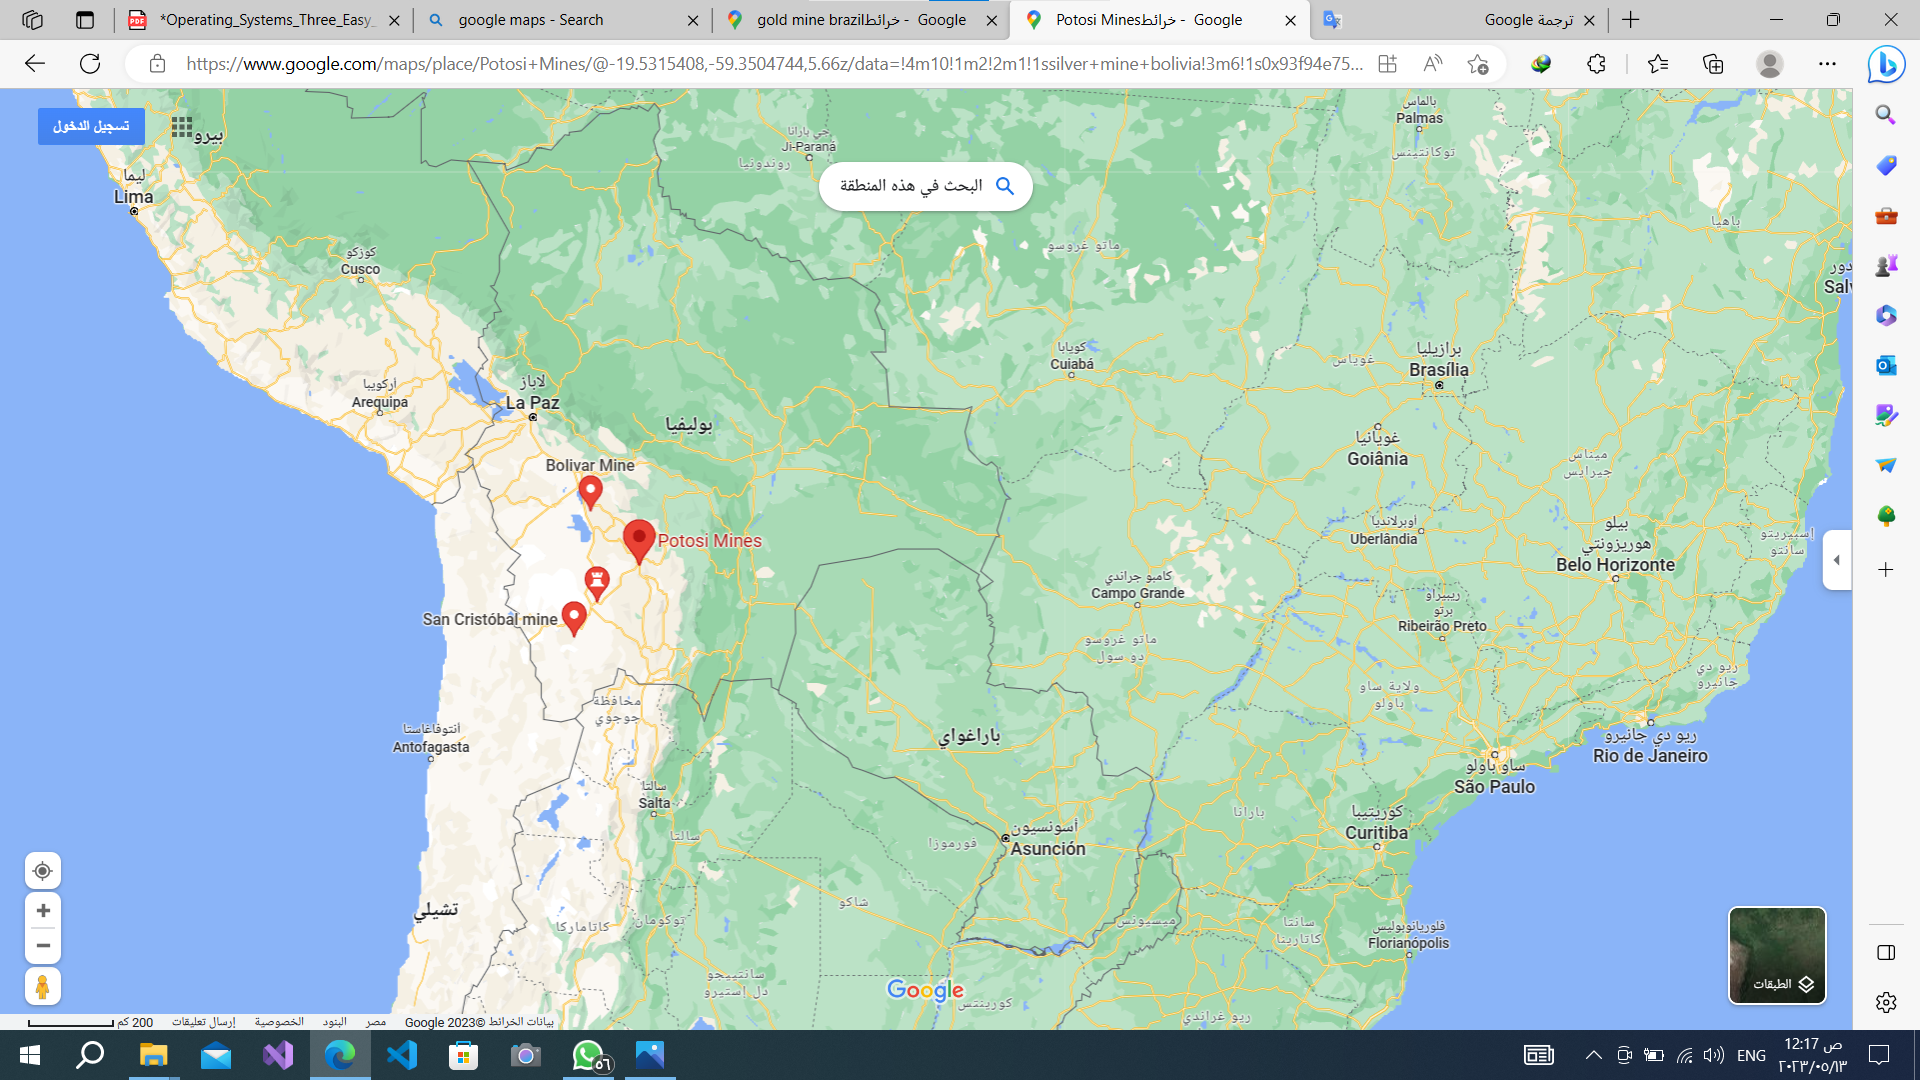 *Operating_Systems_Three_Easy_
google maps - Search
gold mine brazil - خرائط Google
Potosi Mines - خرائط Google
ترجمة Google
https://www.google.com/maps/place/Potosi+Mines/@-19.5315408,-59.3504744,5.66z/data=!4m10!1m2!2m1!1ssilver+mine+bolivia!3m6!1s0x93f94e75...
تسجيل الدخول
بيرو
البحث في هذه المنطقة
جي بارانا
Ji-Paraná
روندونيا
بالماس
Palmas
توكانتينس
باهيا
دور
Salv
ليما
Lima
كوزكو
Cusco
ماتو غروسو
أركويبا
Arequipa
لاباز
La Paz
بوليفيا
كويابا
Cuiabá
غوياس
برازيليا
Brasília
غويانيا
Goiânia
ميناس
جيرايس
Bolivar Mine
Potosi Mines
San Cristóbal mine
أوبرلانديا
Uberlândia
بيلو
هوريزونتي
Belo Horizonte
إسبيريتو
سانتو
كامبو جراندي
Campo Grande
ريبيراو
برتو
Ribeirão Preto
ماتو غروسو
دو سول
ولاية ساو
باولو
ريو دي
جانيرو
محافظة
جوجوي
أنتوفاغاستا
Antofagasta
باراغواي
ريو دي جانيرو
Rio de Janeiro
ساو باولو
São Paulo
سالتا
Salta
سالتا
أسونسيون
Asunción
فورموزا
بارانا
كوريتيبا
Curitiba
تشيلي
كاتاماركا
توكومان
شاكو
ميسيونس
سانتا
كاتارينا
فلوريانوبوليس
Florianópolis
سانتييجو
دل إستيرو
كورينتس
ريو غراندي
Google
الطبقات
200 كم
إرسال تعليقات
الخصوصية
البنود
مصر
بيانات الخرائط ©2023 Google
٥٦
ENG
12:17 ص
٢٠٢٣/٠٥/١٣